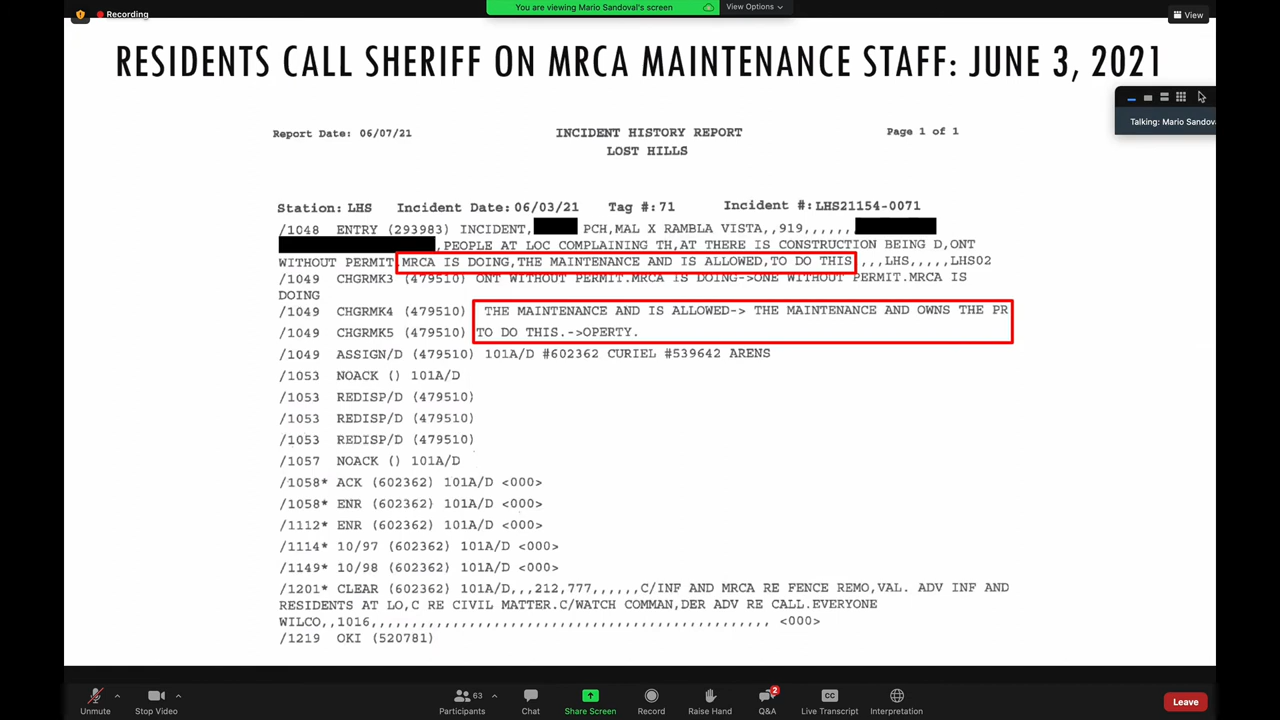 Recording
You are viewing Mario Sandoval's screen
View Options
View
RESIDENTS CALL SHERIFF ON MRCA MAINTENANCE STAFF: JUNE 3, 2021
Talking: Mario Sandova
Report Date: 06/07/21 INCIDENT HISTORY REPORT Page 1 of 1
LOST HILLS
Station: LHS Incident Date: 06/03/21 Tag #: 71 Incident #: LHS21154-0071
/1048 ENTRY (293983) INCIDENT, PCH,MAL X RAMBLA VISTA,,919,,,,,,
,PEOPLE AT LOC COMPLAINING TH,AT THERE IS CONSTRUCTION BEING D,ONT
WITHOUT PERMIT.MRCA IS DOING,THE MAINTENANCE AND IS ALLOWED,TO DO THIS.,,,LHS,,,,,LHS02
/1049 CHGRMK3 (479510) ONT WITHOUT PERMIT.MRCA IS DOING->ONE WITHOUT PERMIT.MRCA IS
DOING
/1049 CHGRMK4 (479510) THE MAINTENANCE AND IS ALLOWED-> THE MAINTENANCE AND OWNS THE PR
/1049 CHGRMK5 (479510) TO DO THIS.->OPERTY.
/1049 ASSIGN/D (479510) 101A/D #602362 CURIEL #539642 ARENS
/1053 NOACK () 101A/D
/1053 REDISP/D (479510)
/1053 REDISP/D (479510)
/1053 REDISP/D (479510)
/1057 NOACK () 101A/D
/1058* ACK (602362) 101A/D <000>
/1058* ENR (602362) 101A/D <000>
/1112* ENR (602362) 101A/D <000>
/1114* 10/97 (602362) 101A/D <000>
/1149* 10/98 (602362) 101A/D <000>
/1201* CLEAR (602362) 101A/D,,,212,777,,,,,,C/INF AND MRCA RE FENCE REMO,VAL. ADV INF AND
RESIDENTS AT LO,C RE CIVIL MATTER.C/WATCH COMMAN,DER ADV RE CALL.EVERYONE
WILCO,,1016,,,,,,,,,,,,,,,,,,,,,,,,,,,,,,,,,,,,,,,,,,,,,,, <000>
/1219 OKI (520781)
Unmute
Stop Video
Participants 63
Chat
Share Screen
Record
Raise Hand
Q&A 2
CC Live Transcript
Interpretation
Leave